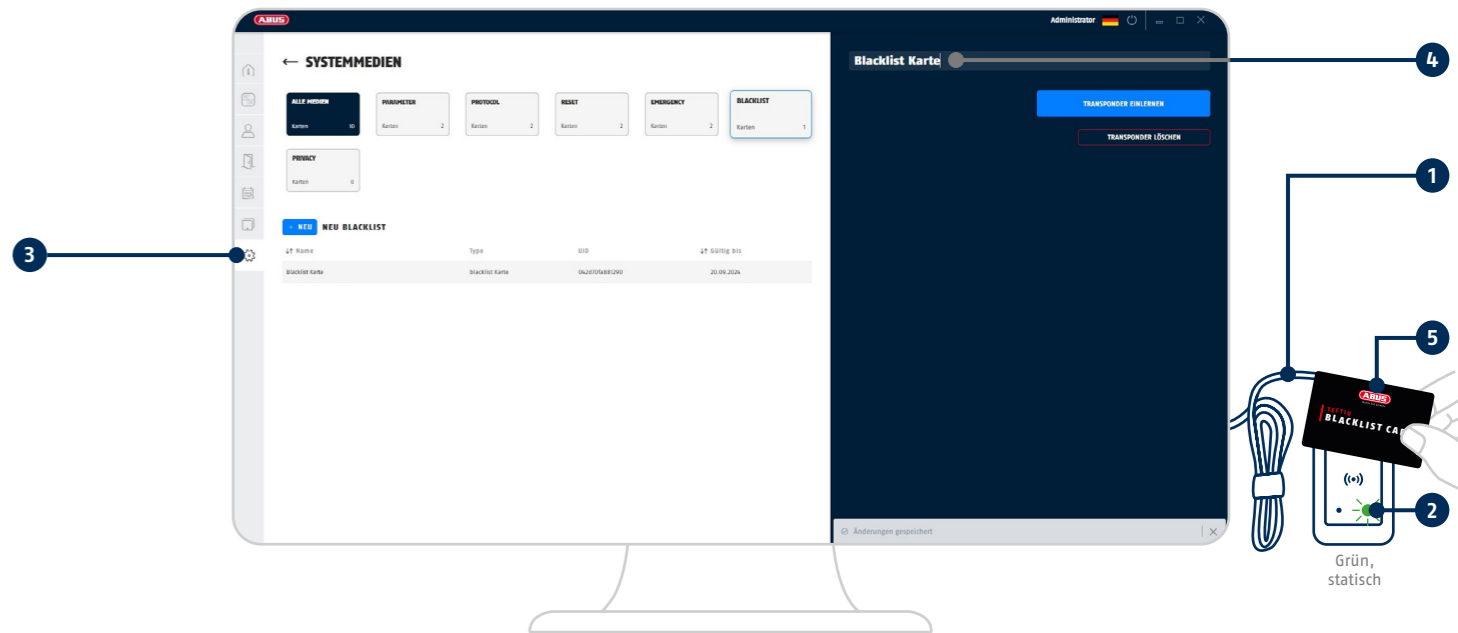 ABUS
Administrator
← SYSTEMMEDIEN
ALLE MEDIEN
Karten 10
PARAMETER
Karten 2
PROTOCOL
Karten 2
RESET
Karten 2
EMERGENCY
Karten 2
BLACKLIST
Karten 1
PRIVACY
Karten 0
+ NEU NEU BLACKLIST
↓↑ Name Type UID ↓↑ Gültig bis
Blacklist Karte blacklist Karte 042d70fa881290 20.09.2024
Blacklist Karte
TRANSPONDER EINLERNEN
TRANSPONDER LÖSCHEN
Änderungen gespeichert
4
1
3
5
ABUS
BLACKLIST CA
2
Grün,
statisch